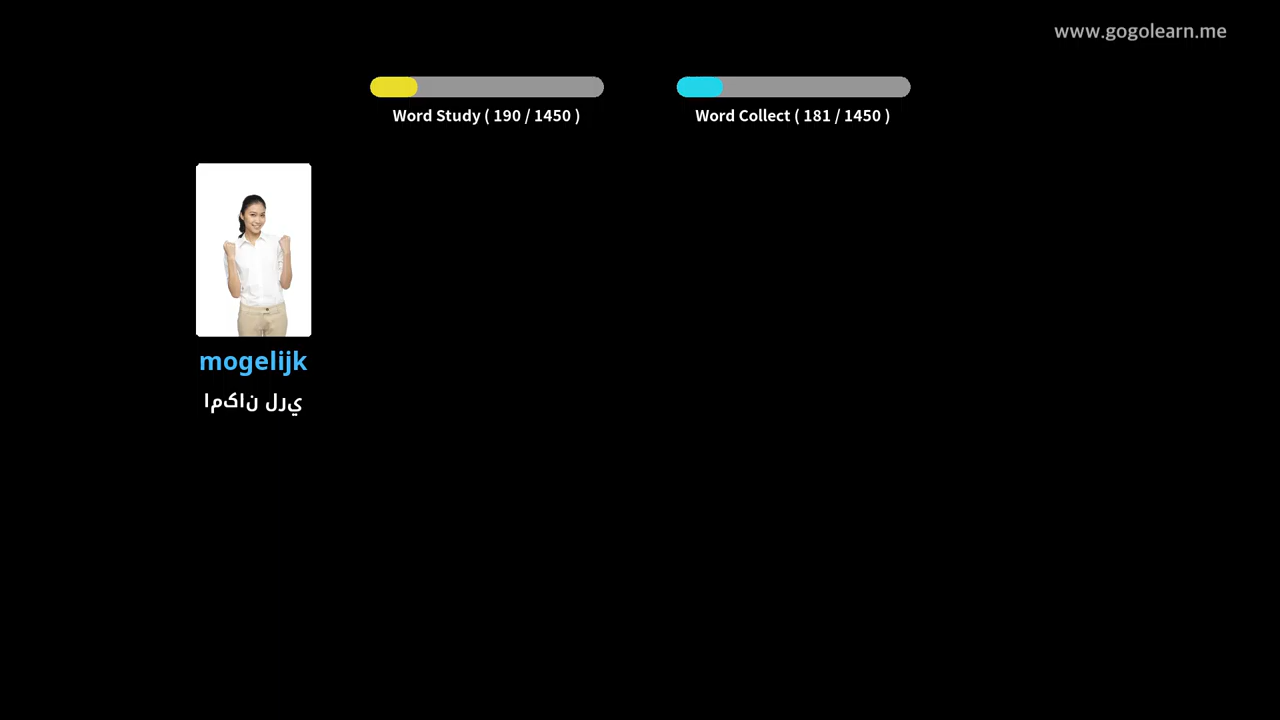 www.gogolearn.me
Word Study ( 190 / 1450 )
Word Collect ( 181 / 1450 )
mogelijk
امکان لري